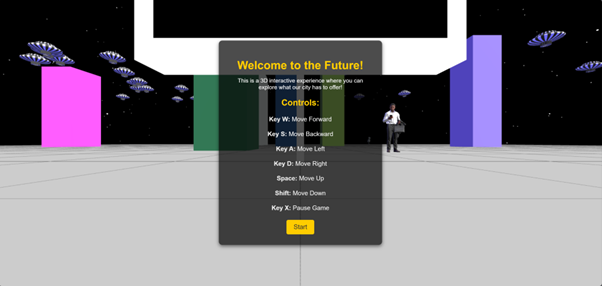 Welcome to the Future!
This is a 3D interactive experience where you can
explore what our city has to offer!
Controls:
Key W: Move Forward
Key S: Move Backward
Key A: Move Left
Key D: Move Right
Space: Move Up
Shift: Move Down
Key X: Pause Game
Start